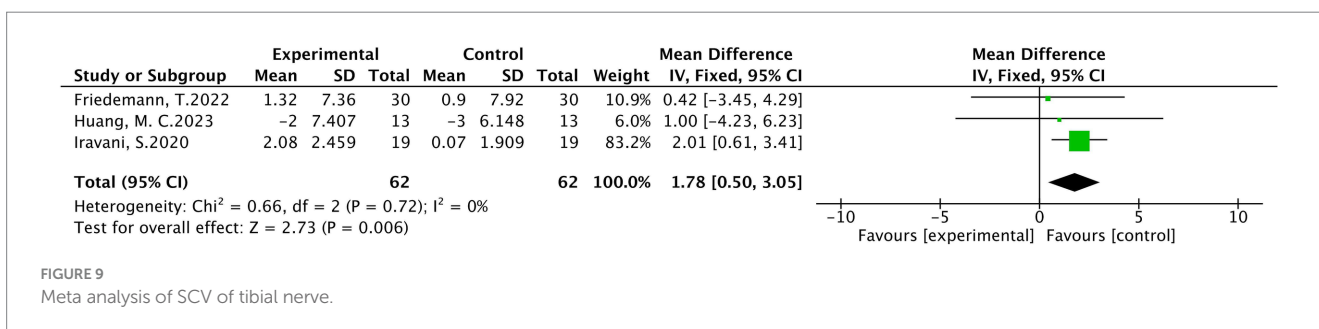 Experimental Control Mean Difference Mean Difference
Study or Subgroup Mean SD Total Mean SD Total Weight IV, Fixed, 95% CI IV, Fixed, 95% CI
Friedemann, T.2022 1.32 7.36 30 0.9 7.92 30 10.9% 0.42 [−3.45, 4.29]
Huang, M. C.2023 −2 7.407 13 −3 6.148 13 6.0% 1.00 [−4.23, 6.23]
Iravani, S.2020 2.08 2.459 19 0.07 1.909 19 83.2% 2.01 [0.61, 3.41]
Total (95% CI) 62 62 100.0% 1.78 [0.50, 3.05]
Heterogeneity: Chi² = 0.66, df = 2 (P = 0.72); I² = 0%
Test for overall effect: Z = 2.73 (P = 0.006)
−10 −5 0 5 10
Favours [experimental] Favours [control]
FIGURE 9
Meta analysis of SCV of tibial nerve.